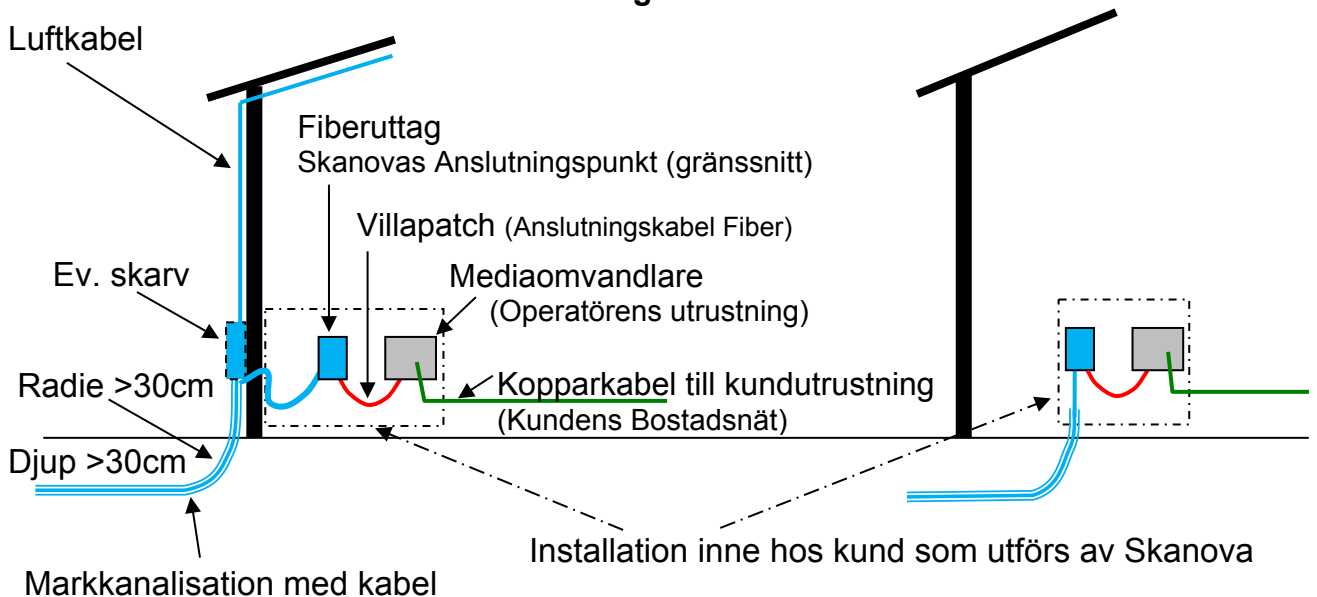 Luftkabel
Fiberuttag
Skanovas Anslutningspunkt (gränssnitt)
Villapatch (Anslutningskabel Fiber)
Ev. skarv
Mediaomvandlare
(Operatörens utrustning)
Radie >30cm
Kopparkabel till kundutrustning
(Kundens Bostadsnät)
Djup >30cm
Installation inne hos kund som utförs av Skanova
Markkanalisation med kabel